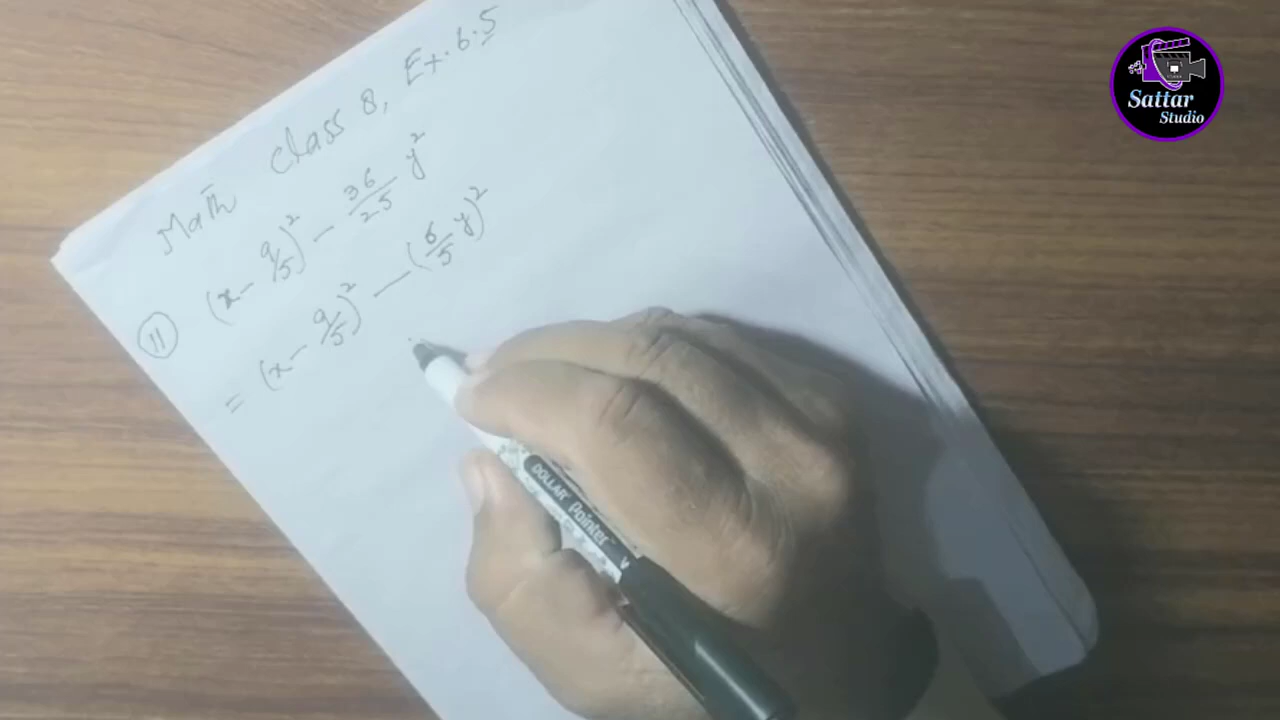 Math Class 8, Ex. 6.5
(11) (x - 9/5)² - 36/25 y²
= (x - 9/5)² - (6/5 y)²
DOLLAR Pointer
Sattar
Studio